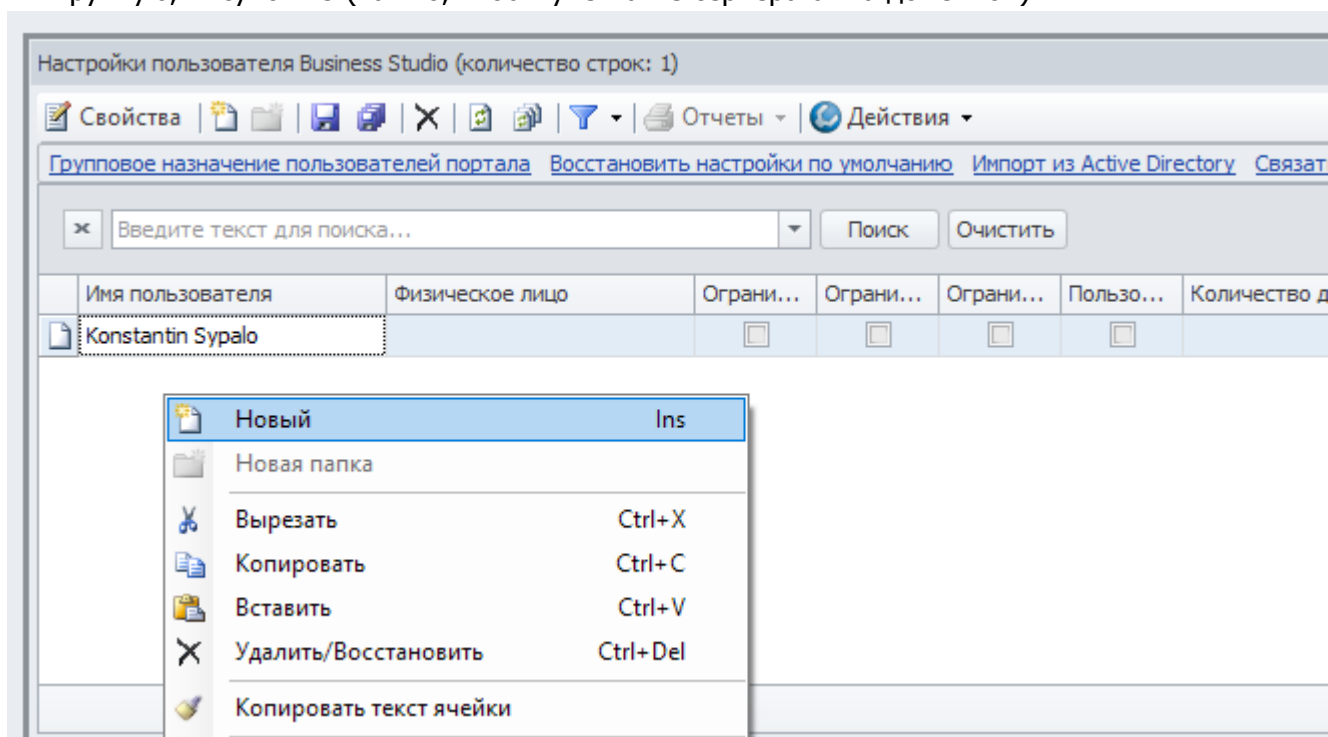 Настройки пользователя Business Studio (количество строк: 1)
Свойства Отчеты Действия
Групповое назначение пользователей портала Восстановить настройки по умолчанию Импорт из Active Directory
Введите текст для поиска... Поиск Очистить
Имя пользователя Физическое лицо Ограни... Ограни... Ограни... Пользо... Количество
Konstantin Sypalo
Новый Ins
Новая папка
Вырезать Ctrl+X
Копировать Ctrl+C
Вставить Ctrl+V
Удалить/Восстановить Ctrl+Del
Копировать текст ячейки